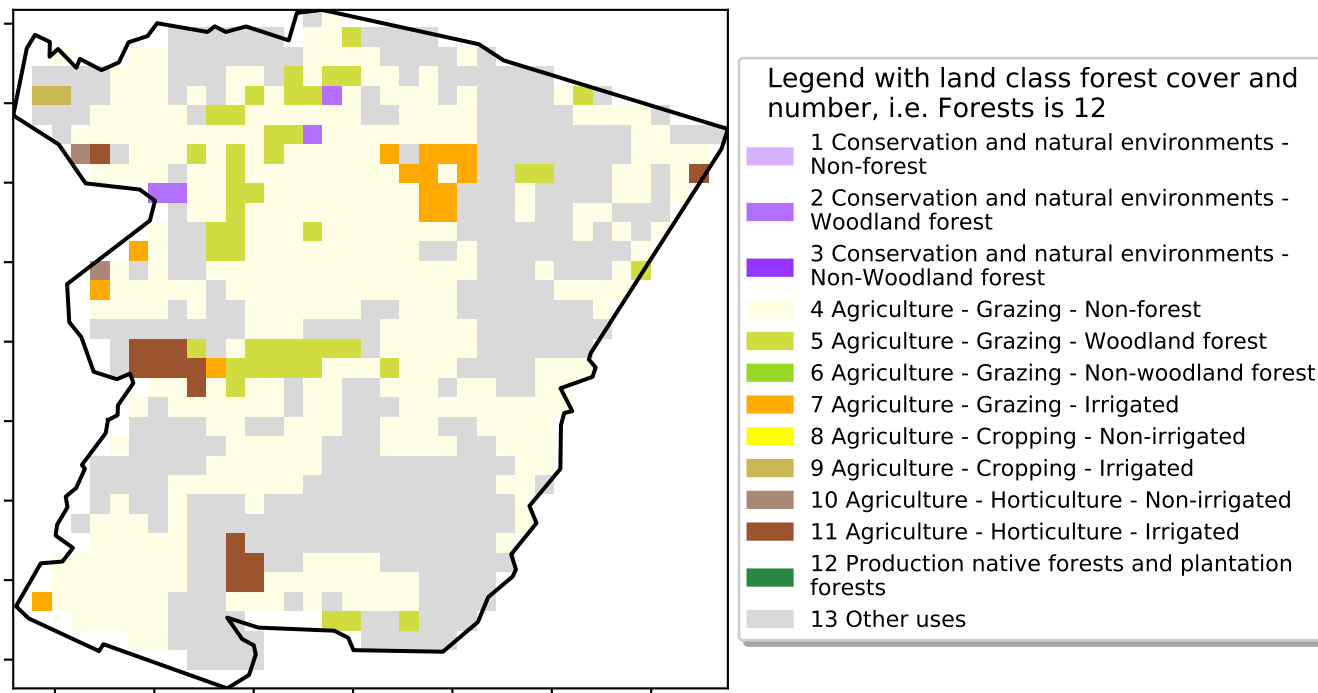 Legend with land class forest cover and
number, i.e. Forests is 12
1 Conservation and natural environments -
Non-forest
2 Conservation and natural environments -
Woodland forest
3 Conservation and natural environments -
Non-Woodland forest
4 Agriculture - Grazing - Non-forest
5 Agriculture - Grazing - Woodland forest
6 Agriculture - Grazing - Non-woodland forest
7 Agriculture - Grazing - Irrigated
8 Agriculture - Cropping - Non-irrigated
9 Agriculture - Cropping - Irrigated
10 Agriculture - Horticulture - Non-irrigated
11 Agriculture - Horticulture - Irrigated
12 Production native forests and plantation
forests
13 Other uses